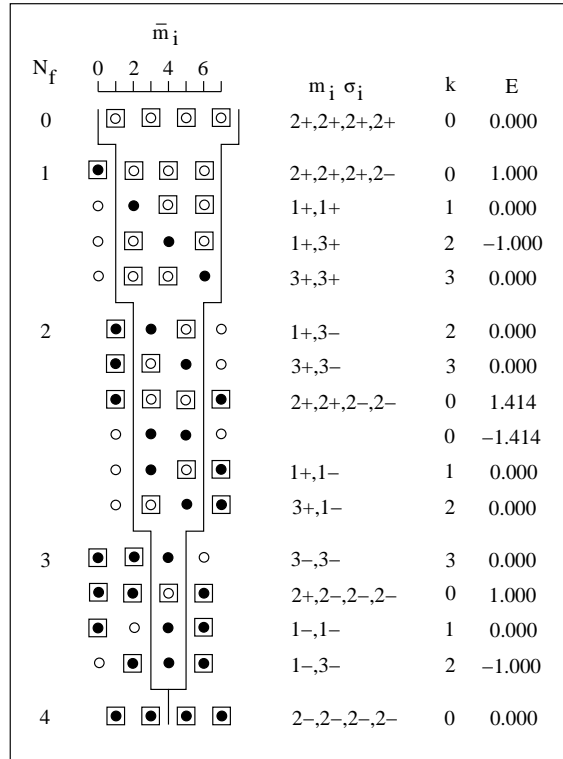 m̄ i
N f 0 2 4 6
m i σ i k E
0 2+,2+,2+,2+ 0 0.000
1 2+,2+,2+,2− 0 1.000
1+,1+ 1 0.000
1+,3+ 2 −1.000
3+,3+ 3 0.000
2 1+,3− 2 0.000
3+,3− 3 0.000
2+,2+,2−,2− 0 1.414
0 −1.414
1+,1− 1 0.000
3+,1− 2 0.000
3 3−,3− 3 0.000
2+,2−,2−,2− 0 1.000
1−,1− 1 0.000
1−,3− 2 −1.000
4 2−,2−,2−,2− 0 0.000